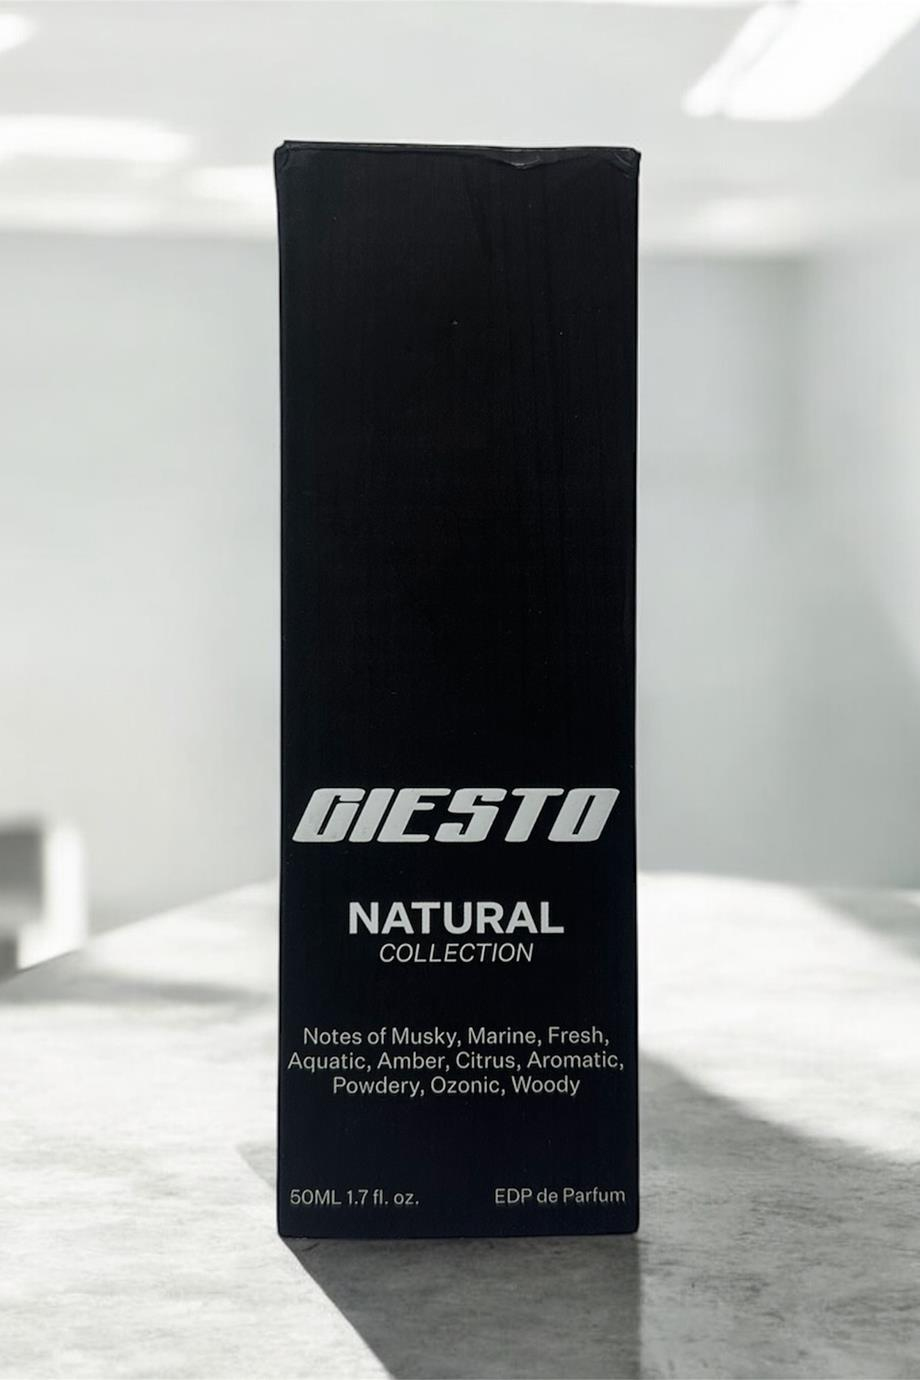 GIESTO
NATURAL
COLLECTION
Notes of Musky, Marine, Fresh,
Aquatic, Amber, Citrus, Aromatic,
Powdery, Ozonic, Woody
50ML 1.7 fl. oz.
EDP de Parfum